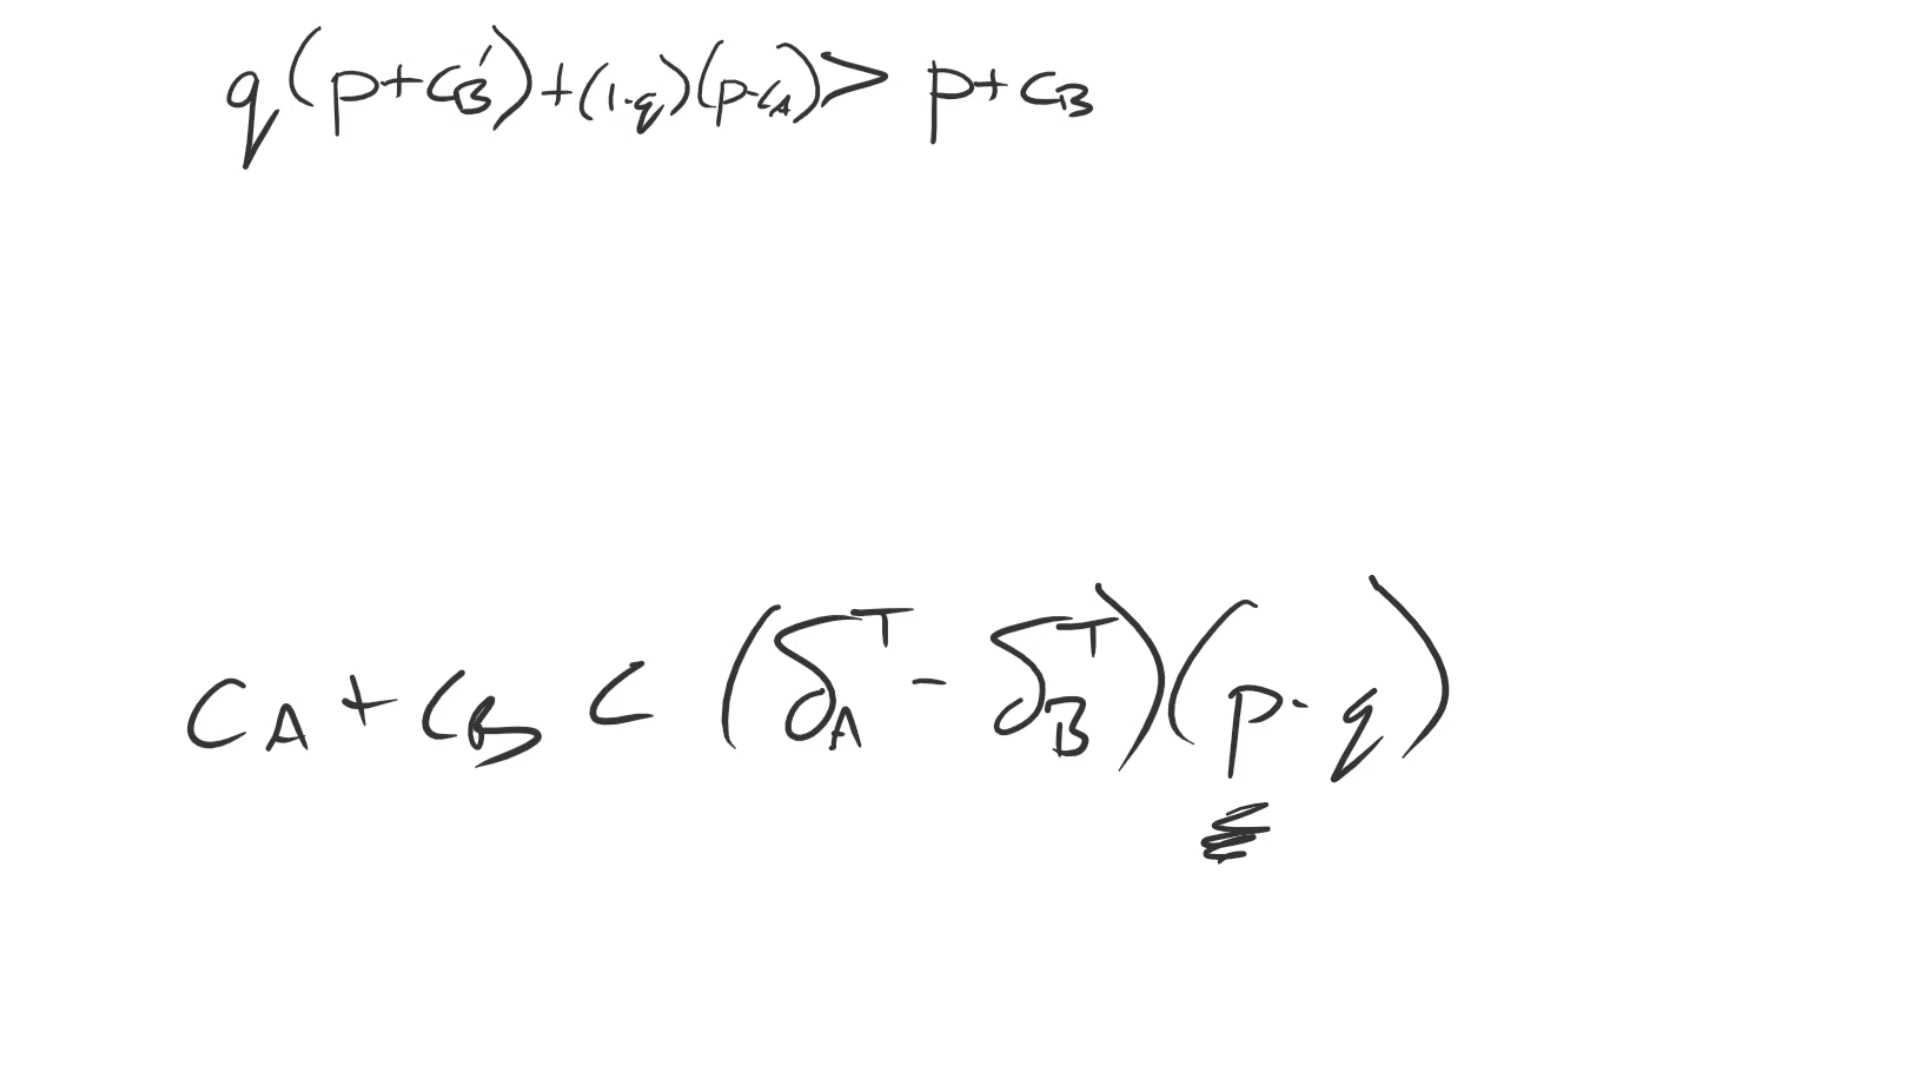 q(p+c_B')+(1-q)(p-c_A)> p+c_B
c_A+c_B < (δ_A^T - δ_B^T)(p-q)